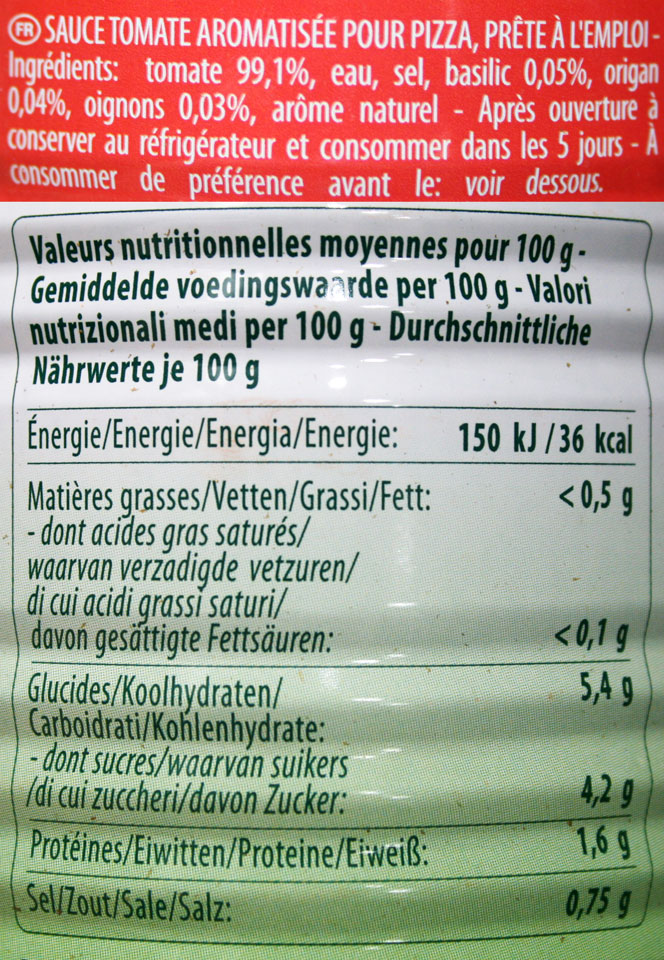 FR SAUCE TOMATE AROMATISÉE POUR PIZZA, PRÊTE À L'EMPLOI -
Ingrédients: tomate 99,1%, eau, sel, basilic 0,05%, origan
0,04%, oignons 0,03%, arôme naturel - Après ouverture à
conserver au réfrigérateur et consommer dans les 5 jours - À
consommer de préférence avant le: voir dessous.
Valeurs nutritionnelles moyennes pour 100 g -
Gemiddelde voedingswaarde per 100 g - Valori
nutrizionali medi per 100 g - Durchschnittliche
Nährwerte je 100 g
Énergie/Energie/Energia/Energie: 150 kJ / 36 kcal
Matières grasses/Vetten/Grassi/Fett: < 0,5 g
- dont acides gras saturés/
waarvan verzadigde vetzuren/
di cui acidi grassi saturi/
davon gesättigte Fettsäuren: < 0,1 g
Glucides/Koolhydraten/ 5,4 g
Carboidrati/Kohlenhydrate:
- dont sucres/waarvan suikers
/di cui zuccheri/davon Zucker: 4,2 g
Protéines/Eiwitten/Proteine/Eiweiß: 1,6 g
Sel/Zout/Sale/Salz: 0,75 g